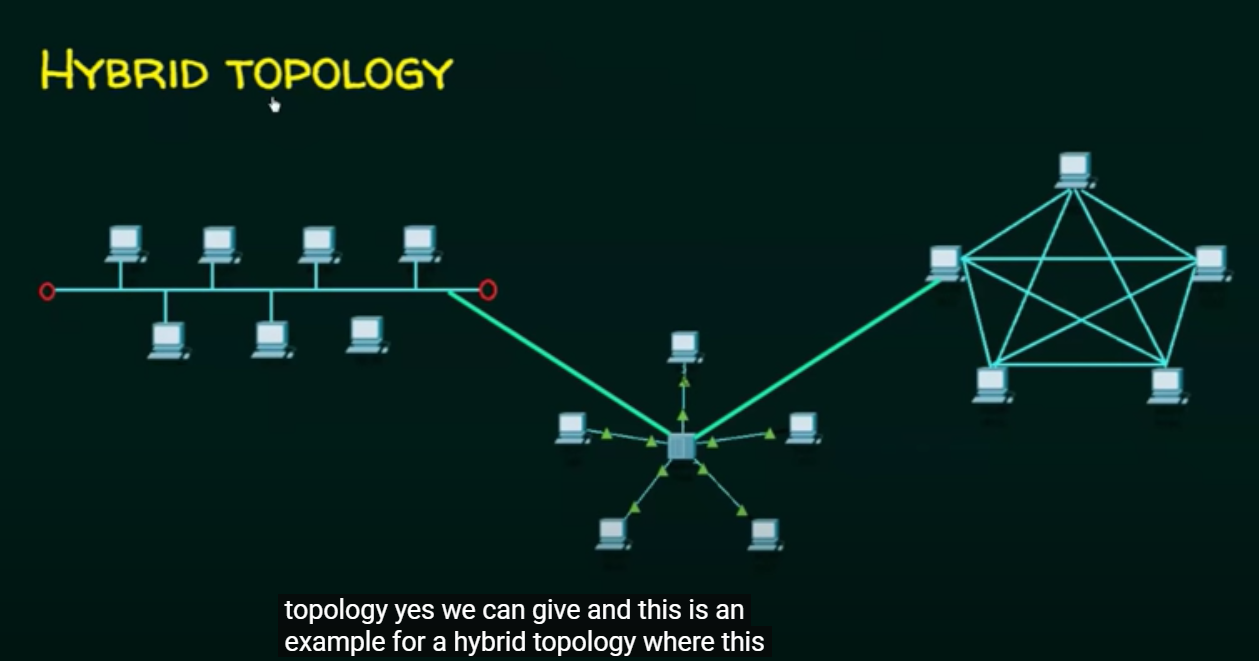 HYBRID TOPOLOGY
topology yes we can give and this is an
example for a hybrid topology where this